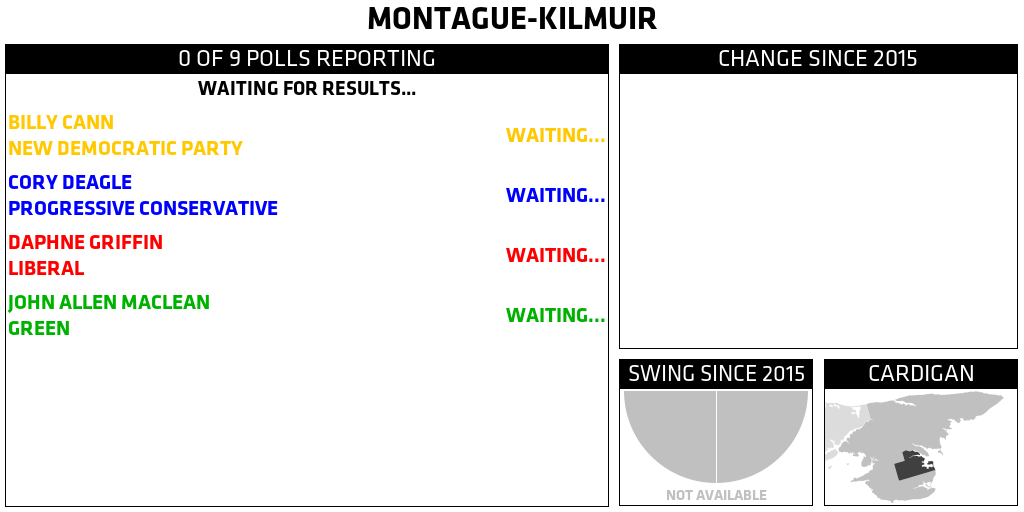 MONTAGUE-KILMUIR
0 OF 9 POLLS REPORTING
WAITING FOR RESULTS...
BILLY CANN
NEW DEMOCRATIC PARTY
WAITING...
CORY DEAGLE
PROGRESSIVE CONSERVATIVE
WAITING...
DAPHNE GRIFFIN
LIBERAL
WAITING...
JOHN ALLEN MACLEAN
GREEN
WAITING...
CHANGE SINCE 2015
SWING SINCE 2015
NOT AVAILABLE
CARDIGAN